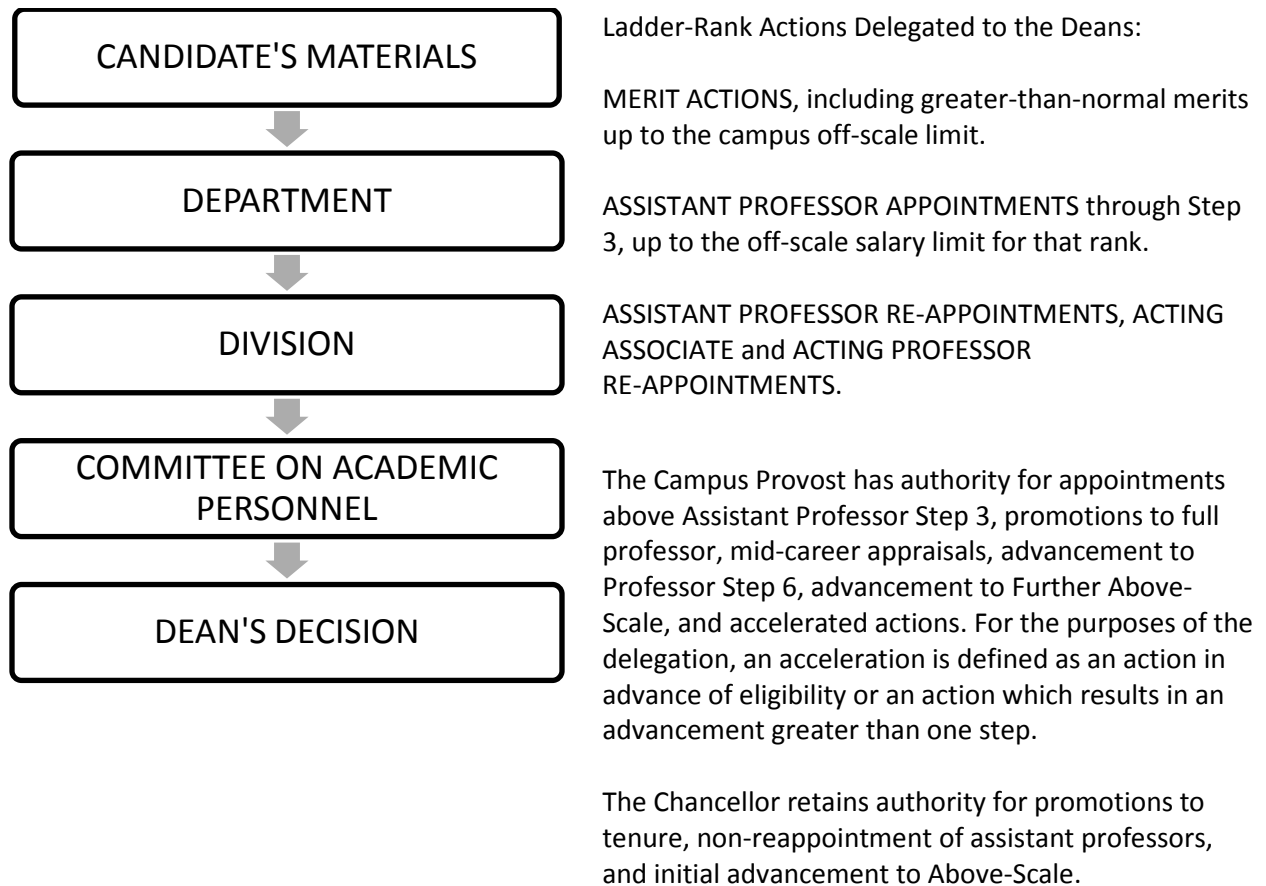 CANDIDATE'S MATERIALS
DEPARTMENT
DIVISION
COMMITTEE ON ACADEMIC
PERSONNEL
DEAN'S DECISION
Ladder-Rank Actions Delegated to the Deans:
MERIT ACTIONS, including greater-than-normal merits
up to the campus off-scale limit.
ASSISTANT PROFESSOR APPOINTMENTS through Step
3, up to the off-scale salary limit for that rank.
ASSISTANT PROFESSOR RE-APPOINTMENTS, ACTING
ASSOCIATE and ACTING PROFESSOR
RE-APPOINTMENTS.
The Campus Provost has authority for appointments
above Assistant Professor Step 3, promotions to full
professor, mid-career appraisals, advancement to
Professor Step 6, advancement to Further Above-
Scale, and accelerated actions. For the purposes of the
delegation, an acceleration is defined as an action in
advance of eligibility or an action which results in an
advancement greater than one step.
The Chancellor retains authority for promotions to
tenure, non-reappointment of assistant professors,
and initial advancement to Above-Scale.